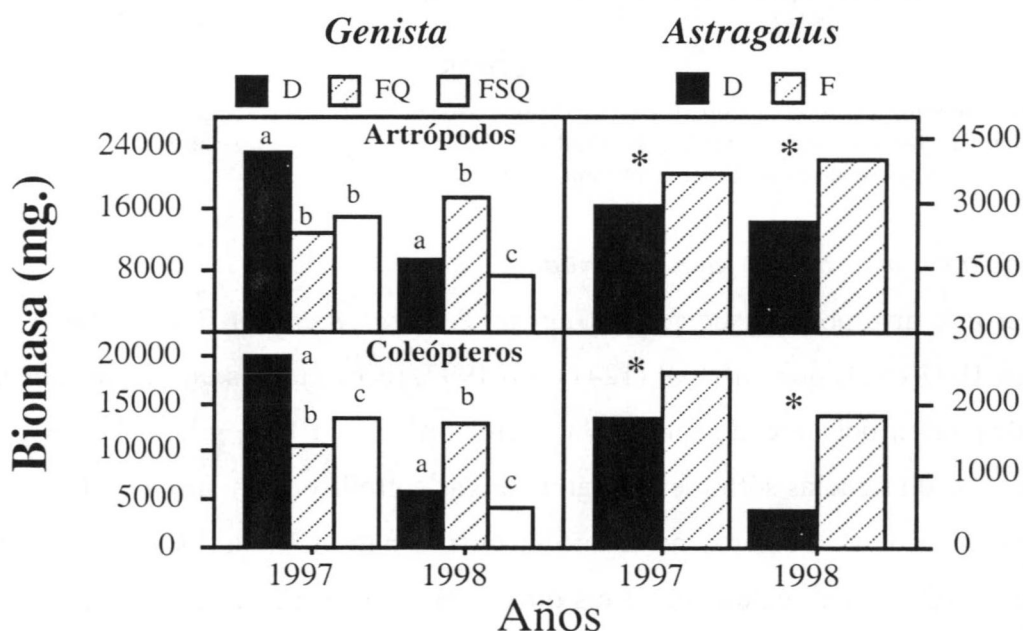 Genista Astragalus
D FQ FSQ D F
Artrópodos
24000
16000
8000
a b b a b c
* *
4500
3000
1500
3000
Coleópteros
20000
15000
10000
5000
0
a b c a b c
* *
2000
1000
0
Biomasa (mg.)
1997 1998 1997 1998
Años